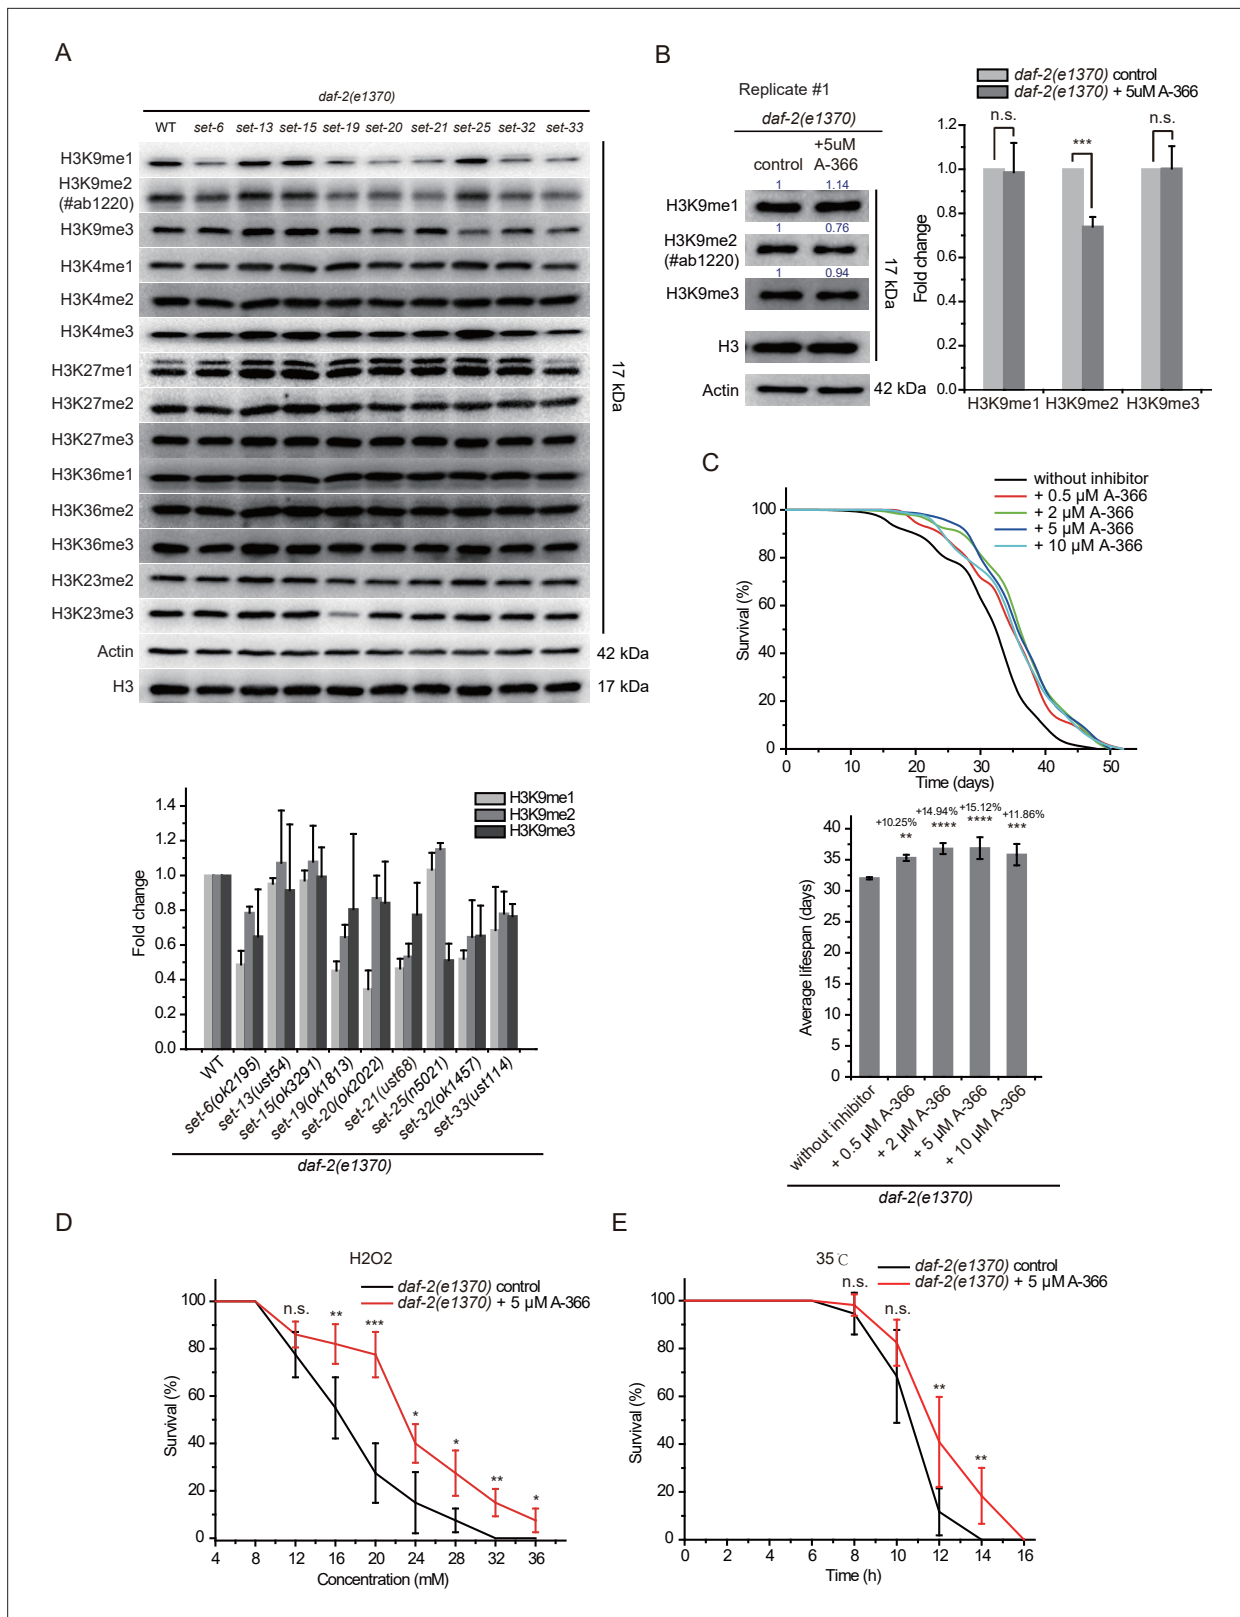 A
daf-2(e1370)
WT set-6 set-13 set-15 set-19 set-20 set-21 set-25 set-32 set-33
H3K9me1
H3K9me2
(#ab1220)
H3K9me3
H3K4me1
H3K4me2
H3K4me3
H3K27me1
H3K27me2
H3K27me3
H3K36me1
H3K36me2
H3K36me3
H3K23me2
H3K23me3
Actin
H3
17 kDa
42 kDa
17 kDa
H3K9me1
H3K9me2
H3K9me3
Fold change
1.4
1.2
1.0
0.8
0.6
0.4
0.2
0.0
WT
set-6(ok2195)
set-13(ust54)
set-15(ok3291)
set-19(ok1813)
set-20(ok2022)
set-21(ust68)
set-25(n5021)
set-32(ok1457)
set-33(ust114)
daf-2(e1370)
B
Replicate #1
daf-2(e1370)
control
+5uM
A-366
1 1.14
H3K9me1
1 0.76
H3K9me2
(#ab1220)
1 0.94
H3K9me3
H3
Actin
17 kDa
42 kDa
daf-2(e1370) control
daf-2(e1370) + 5uM A-366
n.s.
***
n.s.
Fold change
1.2
1.0
0.8
0.6
0.4
0.2
0.0
H3K9me1 H3K9me2 H3K9me3
C
without inhibitor
+ 0.5 µM A-366
+ 2 µM A-366
+ 5 µM A-366
+ 10 µM A-366
Survival (%)
100
80
60
40
20
0
0 10 20 30 40 50
Time (days)
+10.25% +14.94% +15.12% +11.86%
** **** **** ***
Average lifespan (days)
40
35
30
25
20
15
10
5
0
without inhibitor
+ 0.5 µM A-366
+ 2 µM A-366
+ 5 µM A-366
+ 10 µM A-366
daf-2(e1370)
D
H2O2
daf-2(e1370) control
daf-2(e1370) + 5 µM A-366
n.s. ** *** * * ** *
Survival (%)
100
80
60
40
20
0
4 8 12 16 20 24 28 32 36
Concentration (mM)
E
35℃
daf-2(e1370) control
daf-2(e1370) + 5 µM A-366
n.s. n.s. ** **
Survival (%)
100
80
60
40
20
0
0 2 4 6 8 10 12 14 16
Time (h)